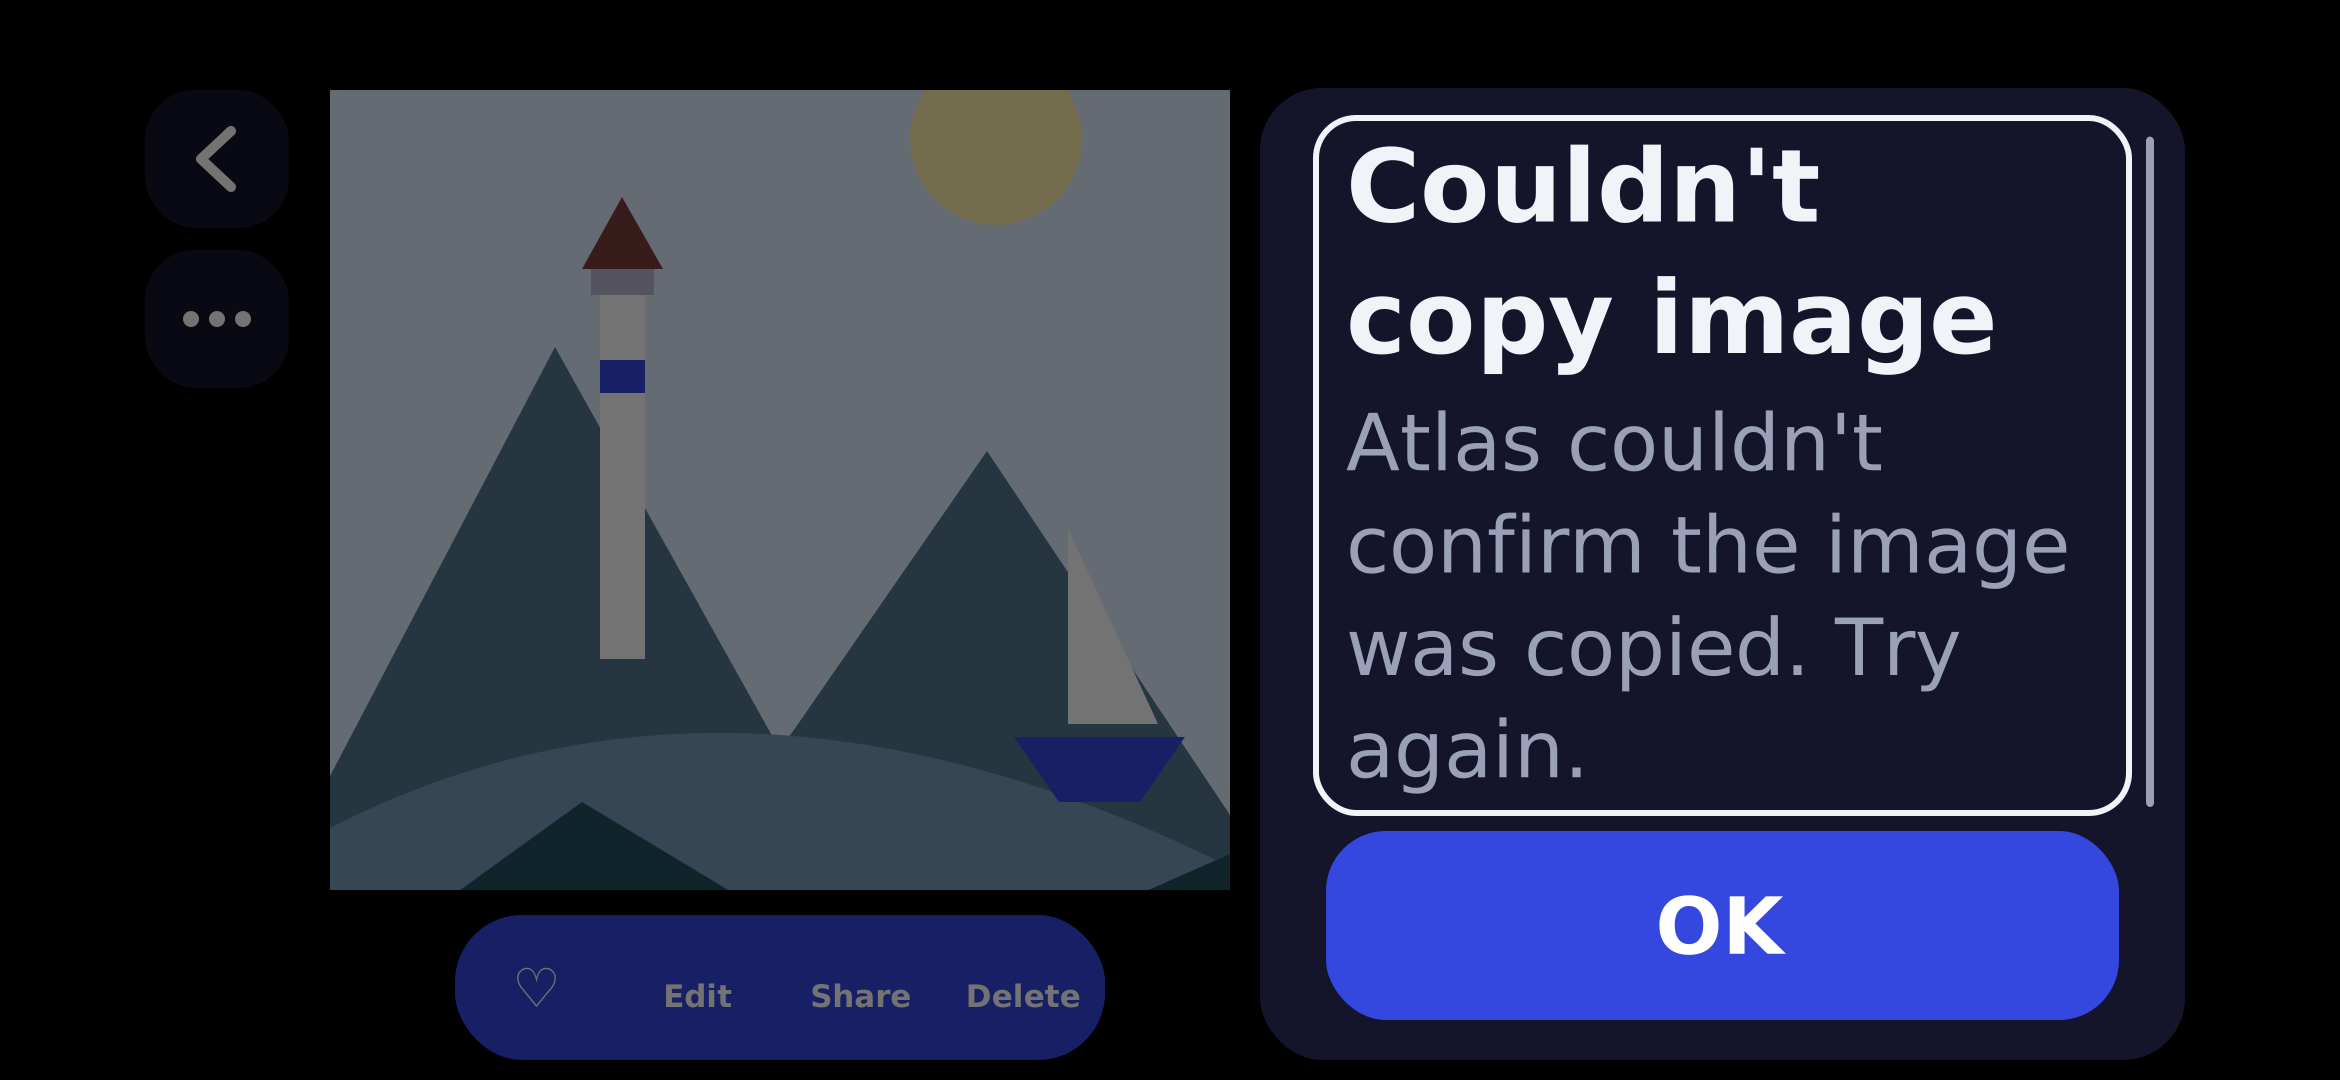 Couldn't
copy image
Atlas couldn't
confirm the image
was copied. Try
again.
OK
Edit Share Delete